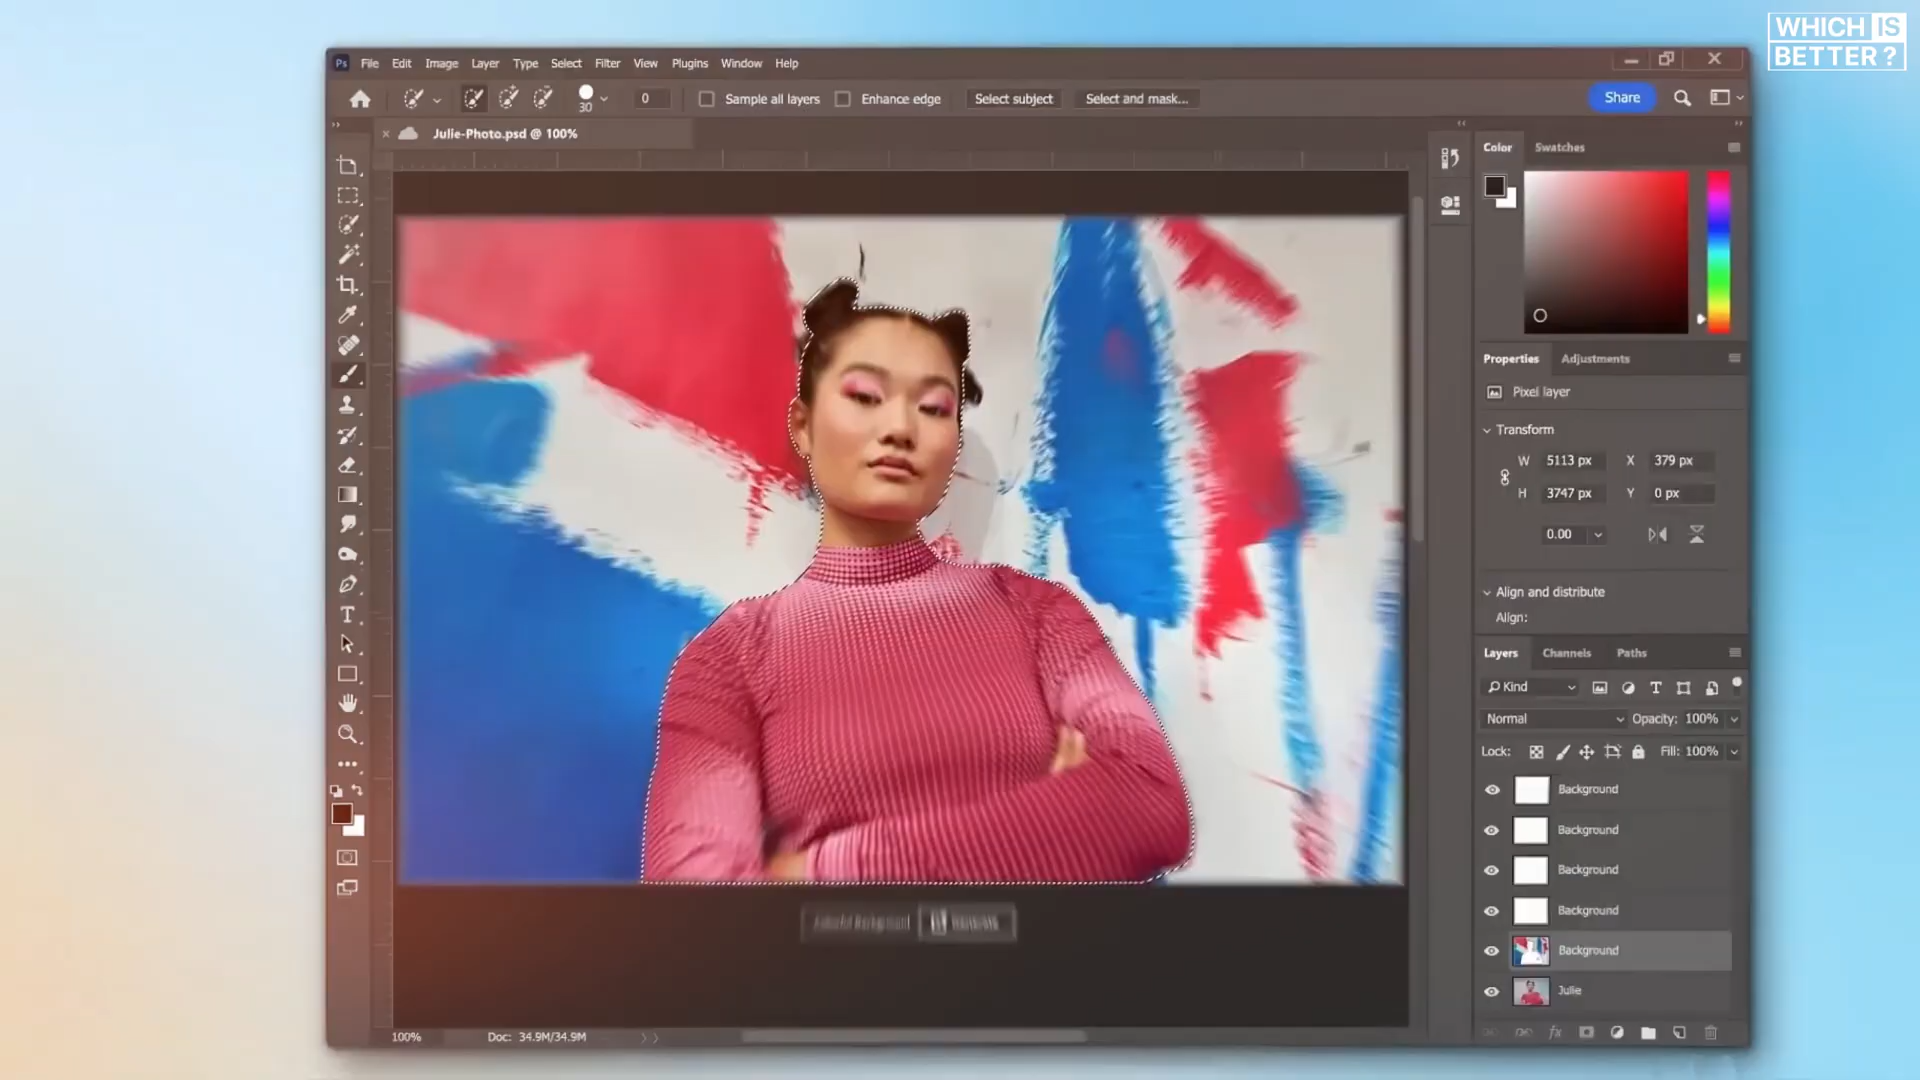 WHICH IS
BETTER?
Ps File Edit Image Layer Type Select Filter View Plugins Window Help
30 0 Sample all layers Enhance edge Select subject Select and mask... Share
Julie-Photo.psd @ 100%
Color Swatches
Properties Adjustments
Pixel layer
Transform
W 5113 px X 379 px
H 3747 px Y 0 px
0.00
Align and distribute
Align:
Layers Channels Paths
Kind
Normal Opacity: 100%
Lock: Fill: 100%
Background
Background
Background
Background
Background
Julie
100% Doc: 34.9M/34.9M